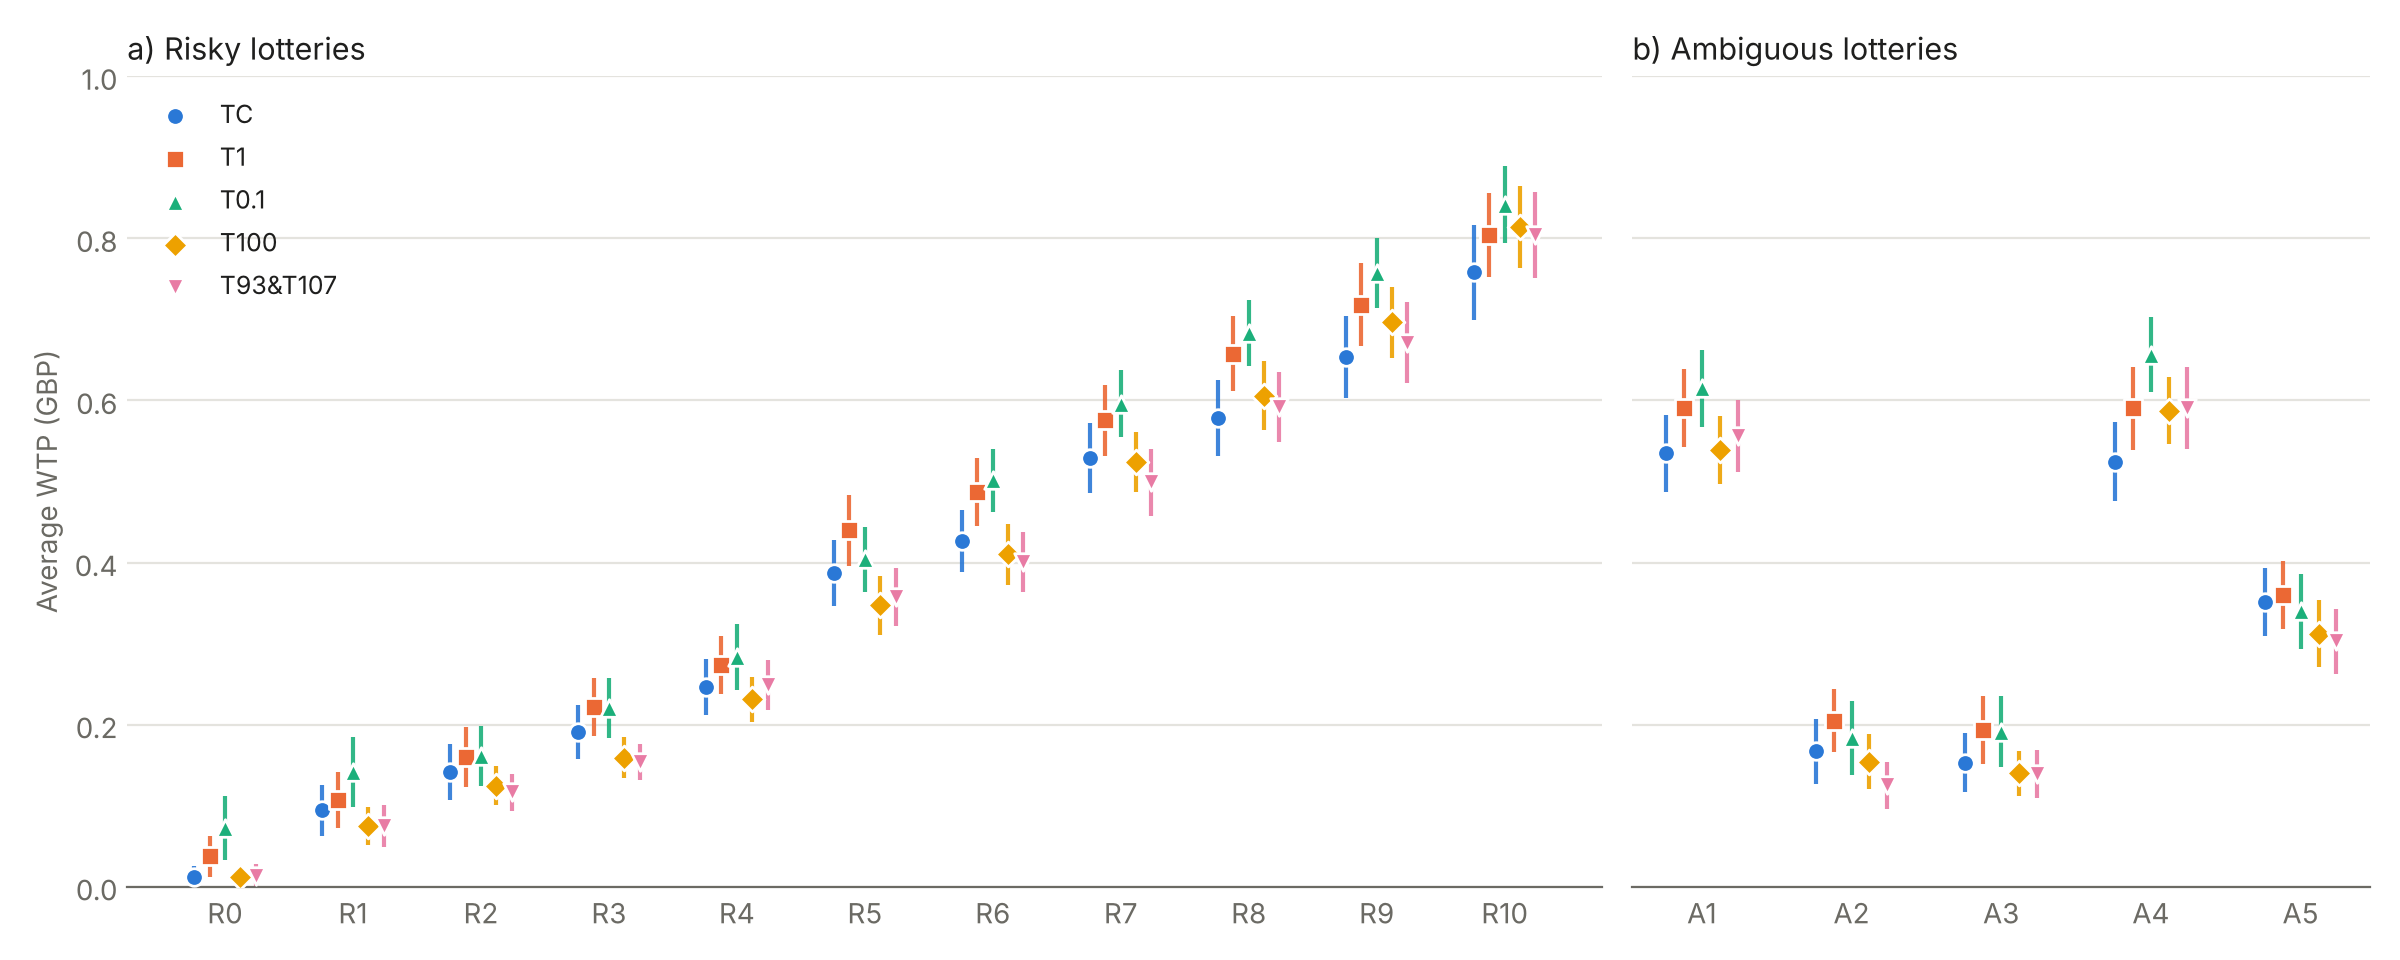 a) Risky lotteries
b) Ambiguous lotteries
1.0
0.8
0.6
0.4
0.2
0.0
Average WTP (GBP)
TC
T1
T0.1
T100
T93&T107
R0 R1 R2 R3 R4 R5 R6 R7 R8 R9 R10
A1 A2 A3 A4 A5